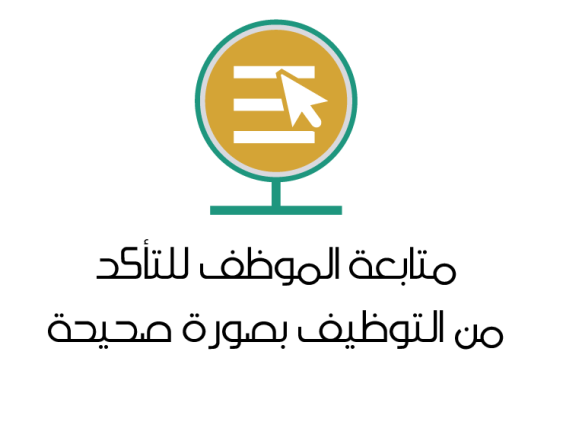 متابعة الموظف للتأكد
من التوظيف بصورة صحيحة